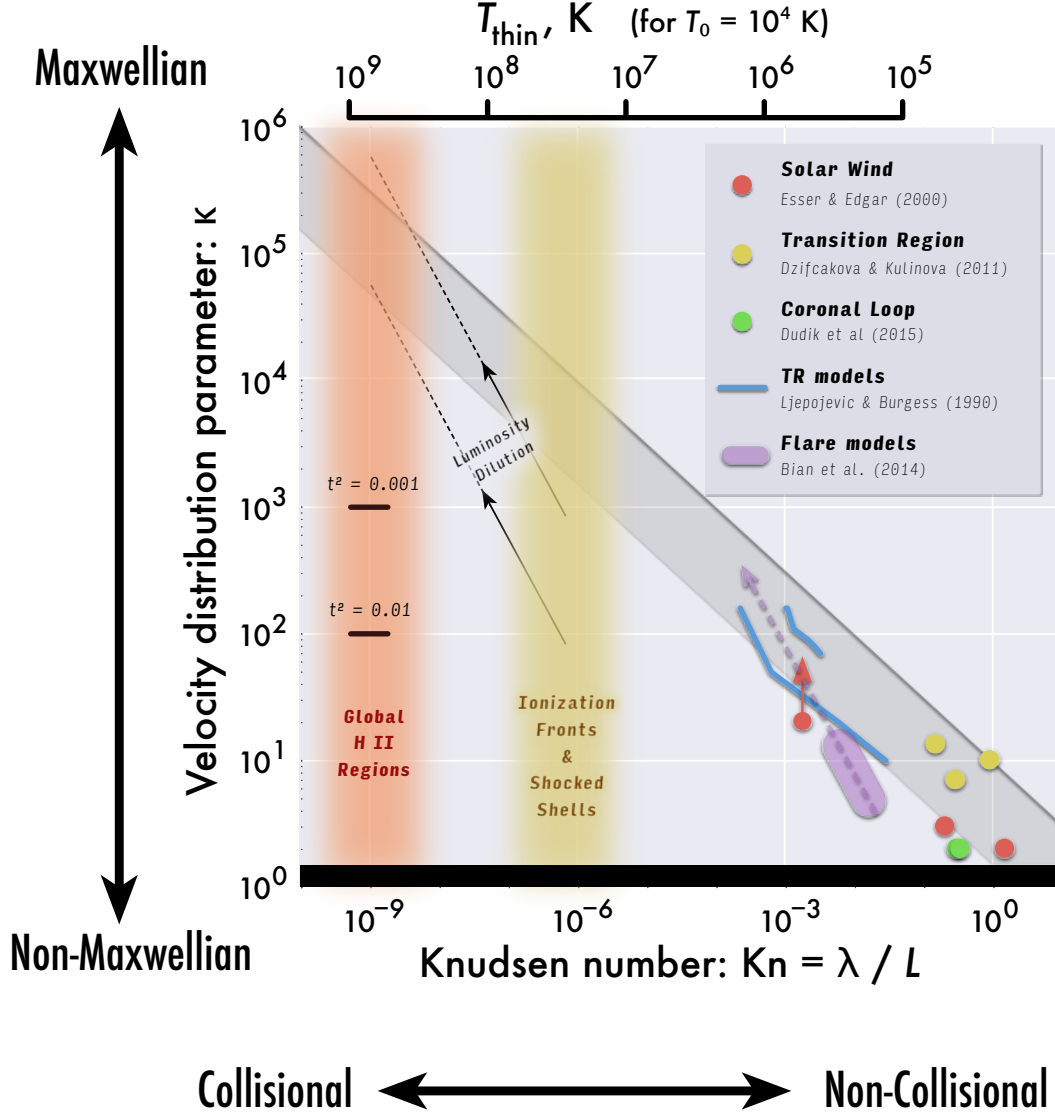 T_thin, K (for T₀ = 10⁴ K)
Maxwellian
10⁹ 10⁸ 10⁷ 10⁶ 10⁵
10⁶
10⁵
10⁴
10³
10²
10¹
10⁰
Velocity distribution parameter: κ
Solar Wind
Esser & Edgar (2000)
Transition Region
Dzifcakova & Kulinova (2011)
Coronal Loop
Dudik et al (2015)
TR models
Ljepojevic & Burgess (1990)
Flare models
Bian et al. (2014)
Luminosity
Dilution
t² = 0.001
t² = 0.01
Global
H II
Regions
Ionization
Fronts
&
Shocked
Shells
10⁻⁹ 10⁻⁶ 10⁻³ 10⁰
Non-Maxwellian
Knudsen number: Kn = λ / L
Collisional
Non-Collisional